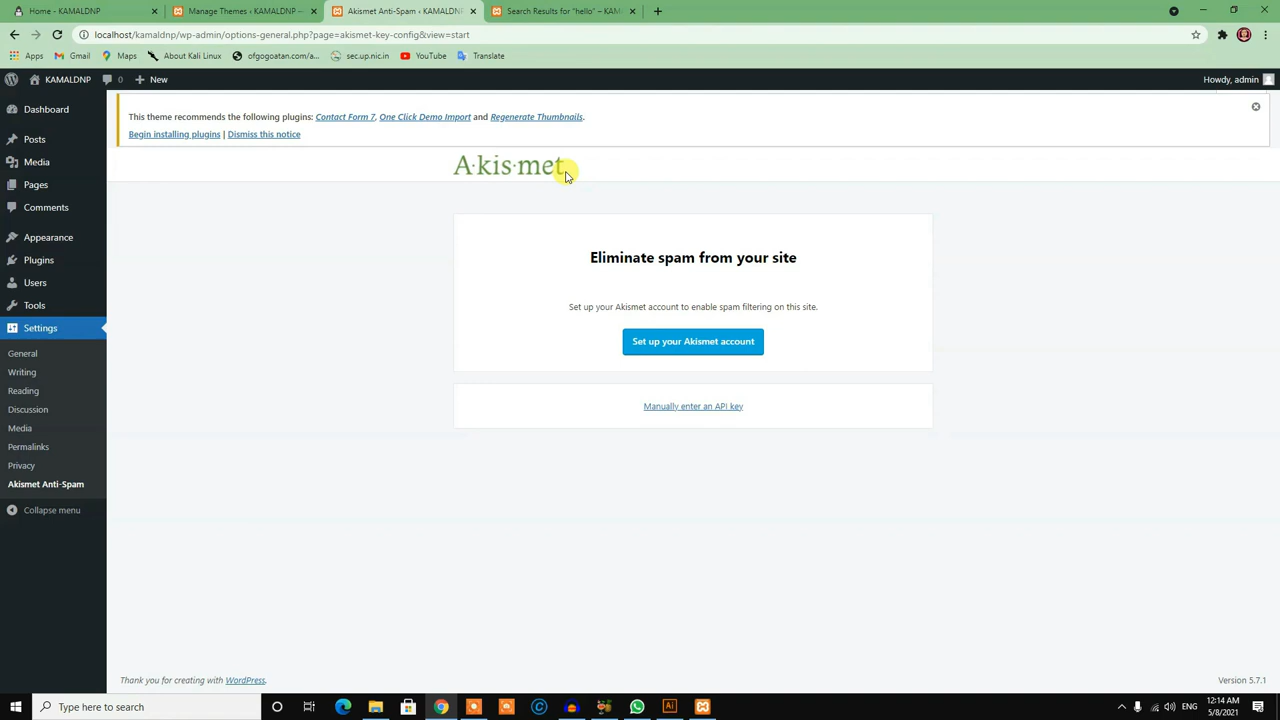 Home - KAMALDNP
Manage Themes ‹ KAMALDNP —
Akismet Anti-Spam ‹ KAMALDNP
Search Results for "hello" – KAM
localhost/kamaldnp/wp-admin/options-general.php?page=akismet-key-config&view=start
Apps
Gmail
Maps
About Kali Linux
ofgogoatan.com/a...
sec.up.nic.in
YouTube
Translate
KAMALDNP
0
New
Howdy, admin
Dashboard
Posts
Media
Pages
Comments
Appearance
Plugins
Users
Tools
Settings
General
Writing
Reading
Discussion
Media
Permalinks
Privacy
Akismet Anti-Spam
Collapse menu
This theme recommends the following plugins: Contact Form 7, One Click Demo Import and Regenerate Thumbnails.
Begin installing plugins | Dismiss this notice
A·kis·met
Eliminate spam from your site
Set up your Akismet account to enable spam filtering on this site.
Set up your Akismet account
Manually enter an API key
Thank you for creating with WordPress.
Version 5.7.1
Type here to search
Ai
ENG
12:14 AM
5/8/2021